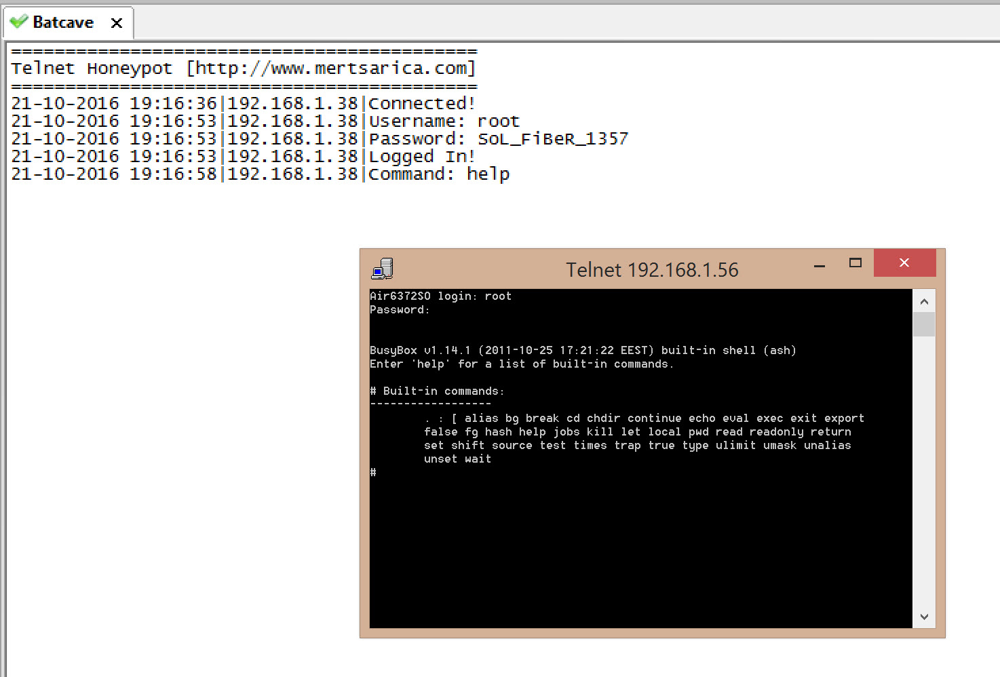 Batcave
===========================================
Telnet Honeypot [http://www.mertsarica.com]
===========================================
21-10-2016 19:16:36|192.168.1.38|Connected!
21-10-2016 19:16:53|192.168.1.38|Username: root
21-10-2016 19:16:53|192.168.1.38|Password: SoL_FiBeR_1357
21-10-2016 19:16:53|192.168.1.38|Logged In!
21-10-2016 19:16:58|192.168.1.38|Command: help
Telnet 192.168.1.56
Air6372SO login: root
Password:
BusyBox v1.14.1 (2011-10-25 17:21:22 EEST) built-in shell (ash)
Enter 'help' for a list of built-in commands.
# Built-in commands:
------------------
. : [ alias bg break cd chdir continue echo eval exec exit export
false fg hash help jobs kill let local pwd read readonly return
set shift source test times trap true type ulimit umask unalias
unset wait
#